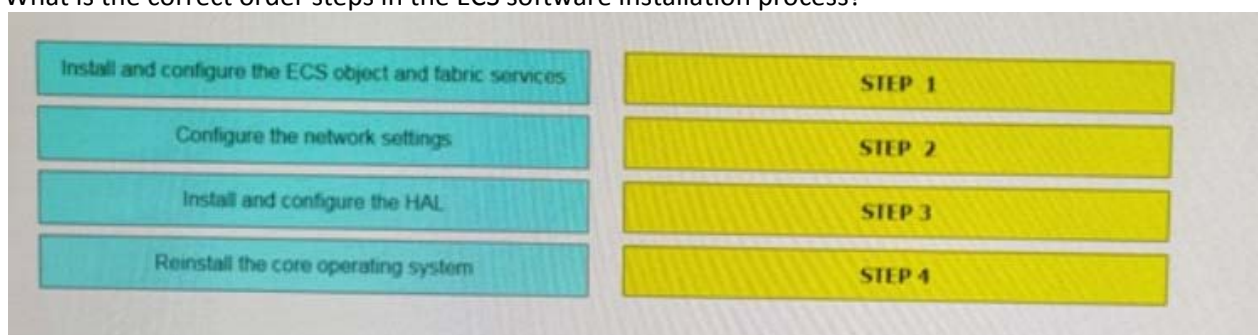 What is the correct order steps in the ECS software installation process?
Install and configure the ECS object and fabric services
STEP 1
Configure the network settings
STEP 2
Install and configure the HAL
STEP 3
Reinstall the core operating system
STEP 4